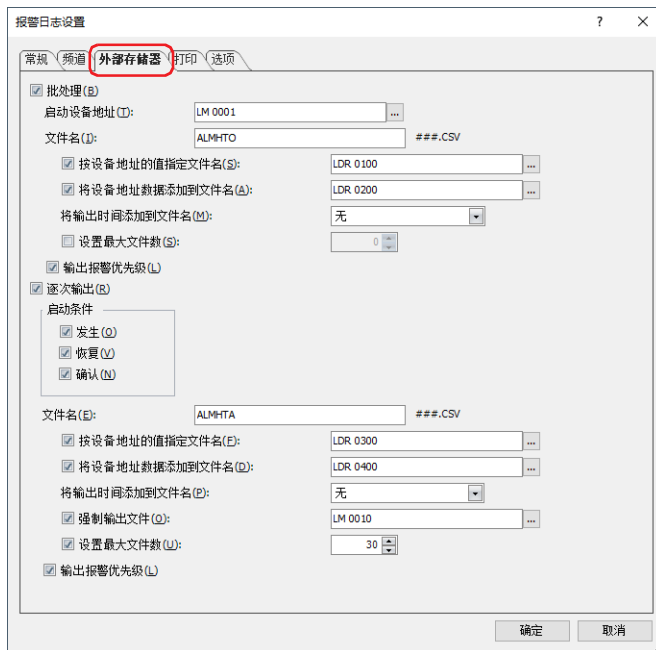 报警日志设置 ?
常规 频道 外部存储器 打印 选项
批处理(B)
启动设备地址(T): LM 0001 ...
文件名(I): ALMHTO ###.CSV
按设备地址的值指定文件名(S): LDR 0100 ...
将设备地址数据添加到文件名(A): LDR 0200 ...
将输出时间添加到文件名(M): 无
设置最大文件数(S): 0
输出报警优先级(L)
逐次输出(R)
启动条件
发生(O)
恢复(V)
确认(N)
文件名(E): ALMHTA ###.CSV
按设备地址的值指定文件名(F): LDR 0300 ...
将设备地址数据添加到文件名(D): LDR 0400 ...
将输出时间添加到文件名(P): 无
强制输出文件(O): LM 0010 ...
设置最大文件数(U): 30
输出报警优先级(L)
确定 取消